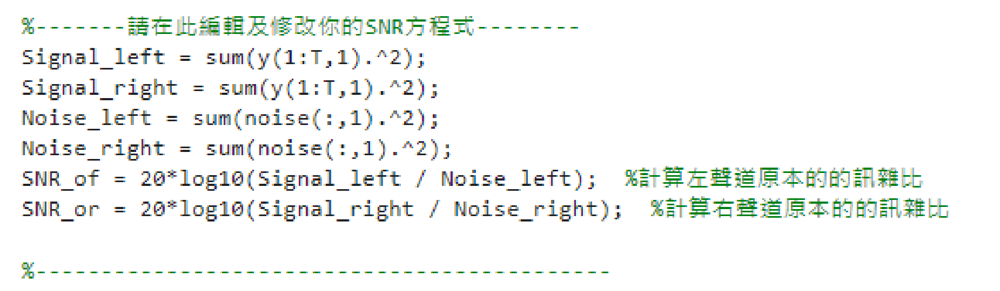 %-------請在此編輯及修改你的SNR方程式--------
Signal_left = sum(y(1:T,1).^2);
Signal_right = sum(y(1:T,1).^2);
Noise_left = sum(noise(:,1).^2);
Noise_right = sum(noise(:,1).^2);
SNR_of = 20*log10(Signal_left / Noise_left);  %計算左聲道原本的的訊雜比
SNR_or = 20*log10(Signal_right / Noise_right);  %計算右聲道原本的的訊雜比
%--------------------------------------------